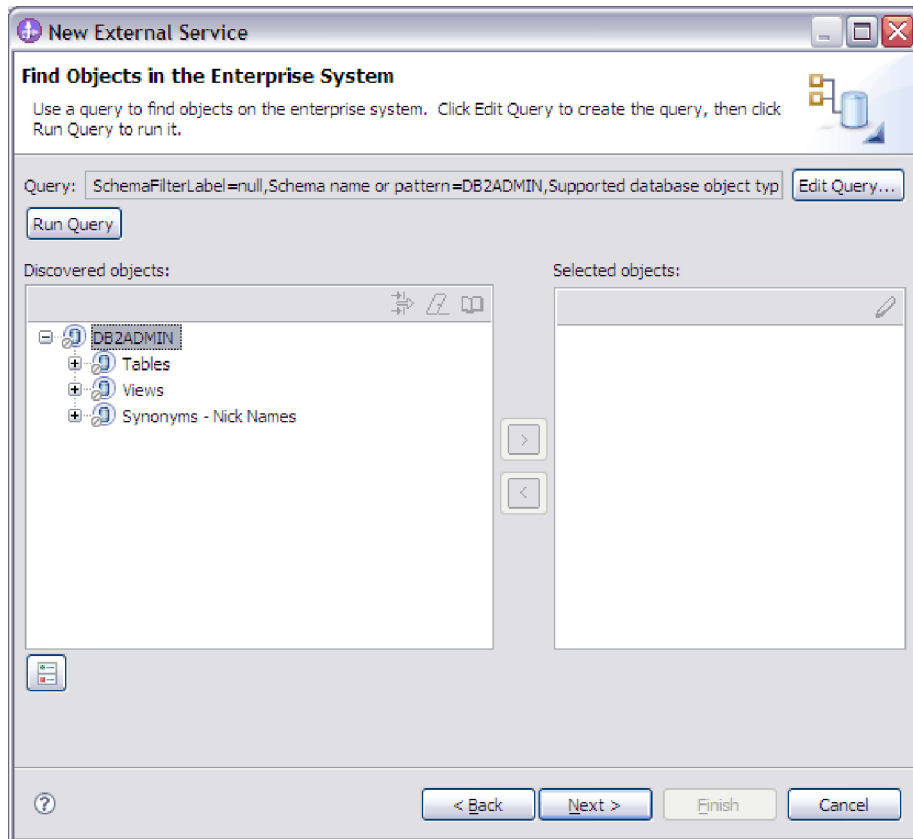 New External Service
Find Objects in the Enterprise System
Use a query to find objects on the enterprise system. Click Edit Query to create the query, then click
Run Query to run it.
Query: SchemaFilterLabel=null,Schema name or pattern=DB2ADMIN,Supported database object typ Edit Query...
Run Query
Discovered objects: Selected objects:
DB2ADMIN
Tables
Views
Synonyms - Nick Names
>
<
? < Back Next > Finish Cancel